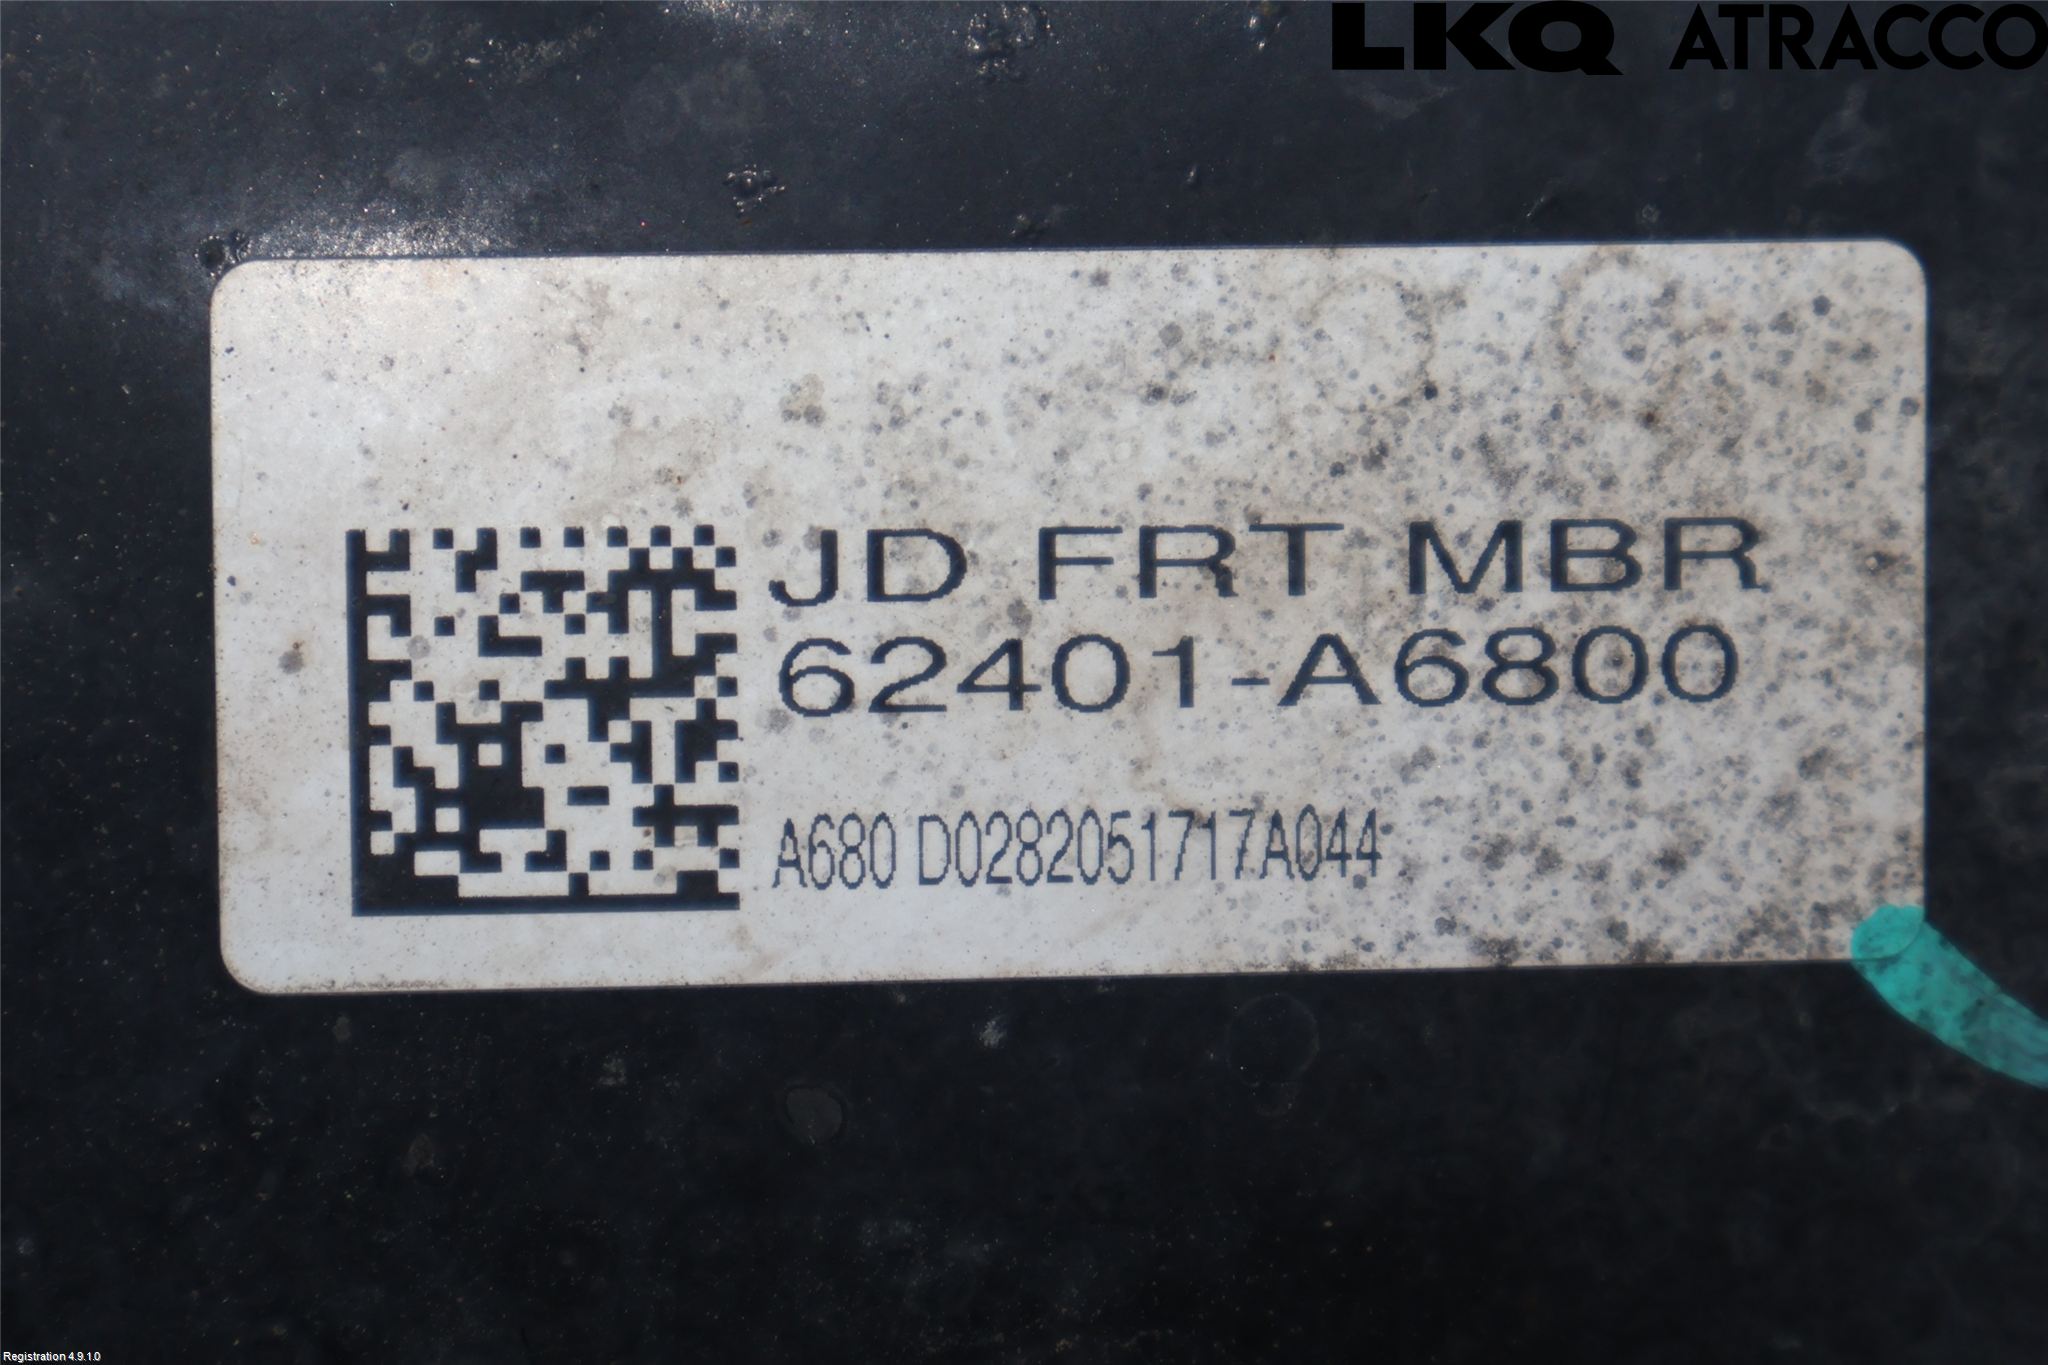 LKQ ATRACCO
JD FRT MBR
62401-A6800
A680 D0282051717A044
Registration 4.9.1.0